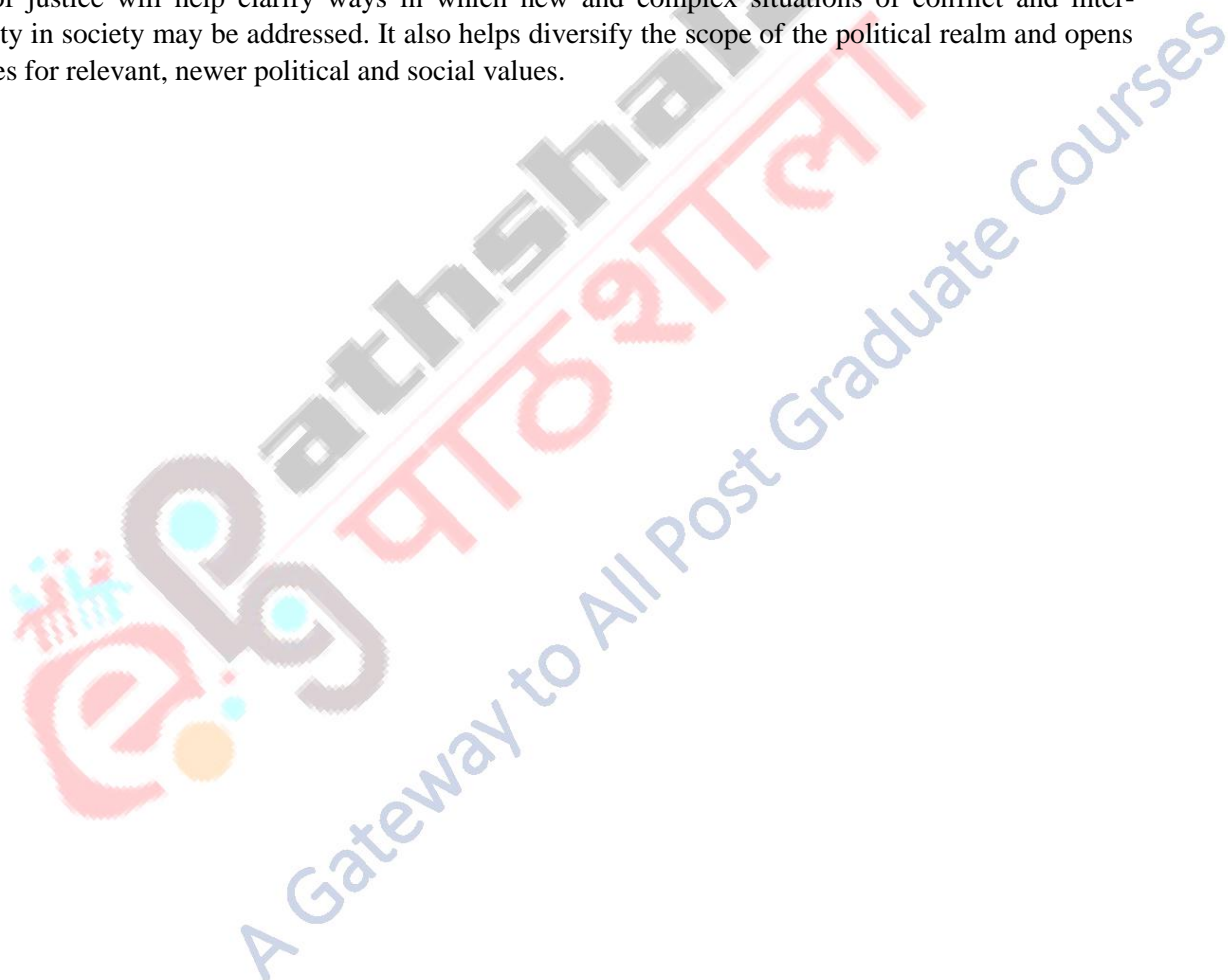 of justice will help clarify ways in which new and complex situations of conflict and inter-
ty in society may be addressed. It also helps diversify the scope of the political realm and opens
es for relevant, newer political and social values.
athshala
पाठशाला
A Gateway to All Post Graduate Courses